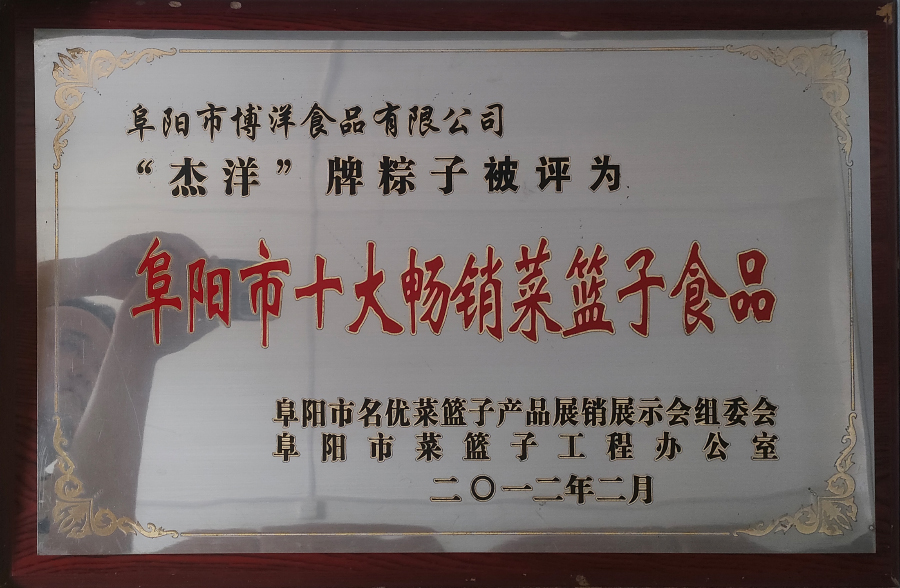 阜阳市博洋食品有限公司
“杰洋”牌粽子被评为
阜阳市十大畅销菜篮子食品
阜阳市名优菜篮子产品展销展示会组委会
阜阳市菜篮子工程办公室
二〇一二年二月